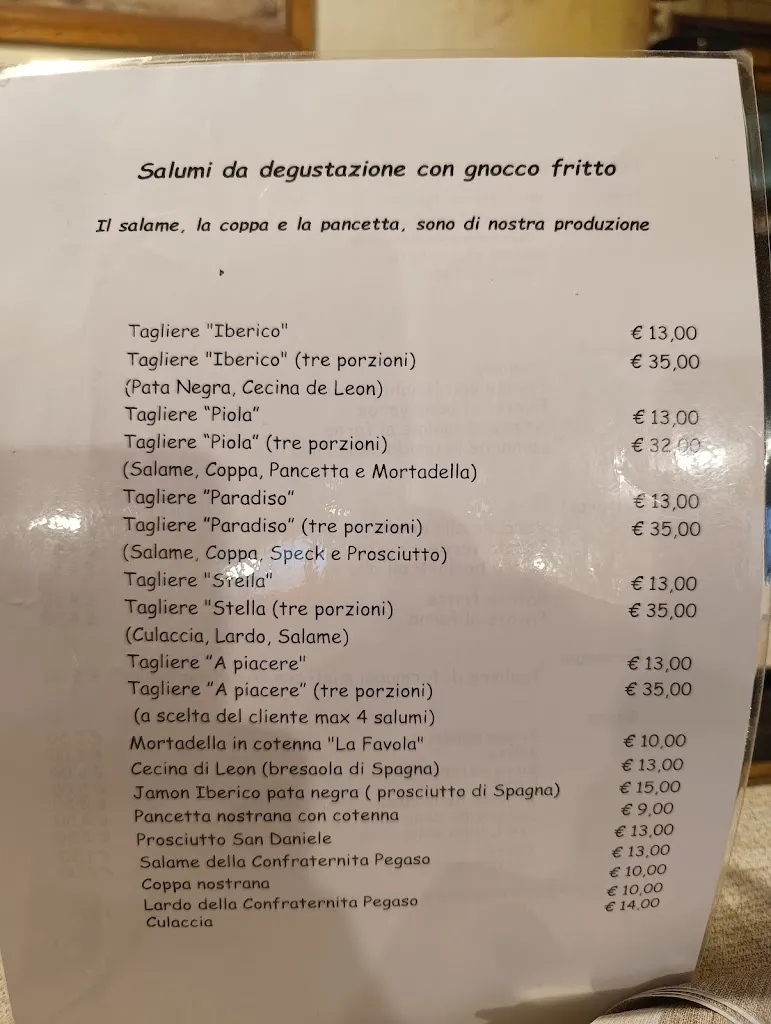 Salumi da degustazione con gnocco fritto
Il salame, la coppa e la pancetta, sono di nostra produzione
Tagliere "Iberico" € 13,00
Tagliere "Iberico" (tre porzioni) € 35,00
(Pata Negra, Cecina de Leon)
Tagliere "Piola" € 13,00
Tagliere "Piola" (tre porzioni) € 32,00
(Salame, Coppa, Pancetta e Mortadella)
Tagliere "Paradiso" € 13,00
Tagliere "Paradiso" (tre porzioni) € 35,00
(Salame, Coppa, Speck e Prosciutto)
Tagliere "Stella" € 13,00
Tagliere "Stella (tre porzioni) € 35,00
(Culaccia, Lardo, Salame)
Tagliere "A piacere" € 13,00
Tagliere "A piacere" (tre porzioni) € 35,00
(a scelta del cliente max 4 salumi)
Mortadella in cotenna "La Favola" € 10,00
Cecina di Leon (bresaola di Spagna) € 13,00
Jamon Iberico pata negra ( prosciutto di Spagna) € 15,00
Pancetta nostrana con cotenna € 9,00
Prosciutto San Daniele € 13,00
Salame della Confraternita Pegaso € 13,00
Coppa nostrana € 10,00
Lardo della Confraternita Pegaso € 10,00
Culaccia € 14,00